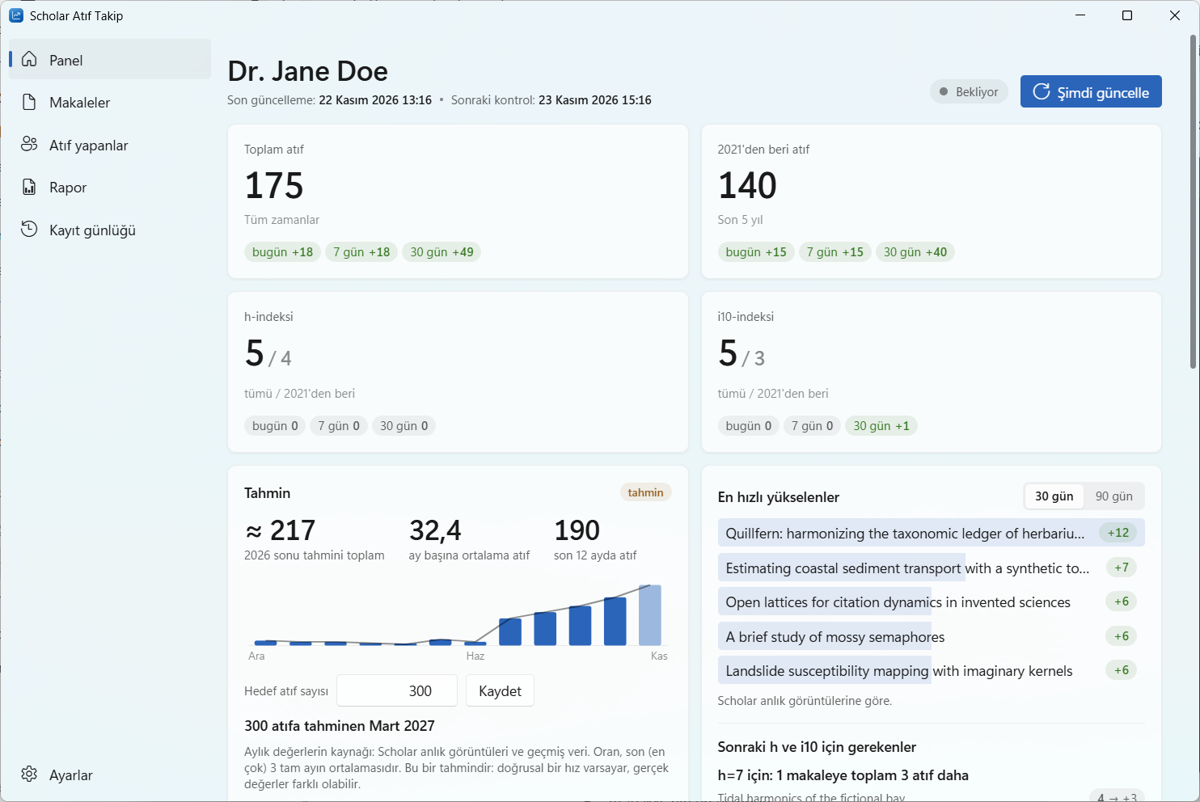 Scholar Atıf Takip
Panel
Makaleler
Atıf yapanlar
Rapor
Kayıt günlüğü
Ayarlar
Dr. Jane Doe
Son güncelleme: 22 Kasım 2026 13:16 • Sonraki kontrol: 23 Kasım 2026 15:16
Bekliyor
Şimdi güncelle
Toplam atıf
175
Tüm zamanlar
bugün +18 7 gün +18 30 gün +49
2021'den beri atıf
140
Son 5 yıl
bugün +15 7 gün +15 30 gün +40
h-indeksi
5 / 4
tümü / 2021'den beri
bugün 0 7 gün 0 30 gün 0
i10-indeksi
5 / 3
tümü / 2021'den beri
bugün 0 7 gün 0 30 gün +1
Tahmin tahmin
≈ 217 32,4 190
2026 sonu tahmini toplam ay başına ortalama atıf son 12 ayda atıf
Ara Haz Kas
Hedef atıf sayısı 300 Kaydet
300 atıfa tahminen Mart 2027
Aylık değerlerin kaynağı: Scholar anlık görüntüleri ve geçmiş veri. Oran, son (en
çok) 3 tam ayın ortalamasıdır. Bu bir tahmindir: doğrusal bir hız varsayar, gerçek
değerler farklı olabilir.
En hızlı yükselenler 30 gün 90 gün
Quillfern: harmonizing the taxonomic ledger of herbariu... +12
Estimating coastal sediment transport with a synthetic to... +7
Open lattices for citation dynamics in invented sciences +6
A brief study of mossy semaphores +6
Landslide susceptibility mapping with imaginary kernels +6
Scholar anlık görüntülerine göre.
Sonraki h ve i10 için gerekenler
h=7 için: 1 makaleye toplam 3 atıf daha
Tidal harmonics of the fictional bay 4 → +3